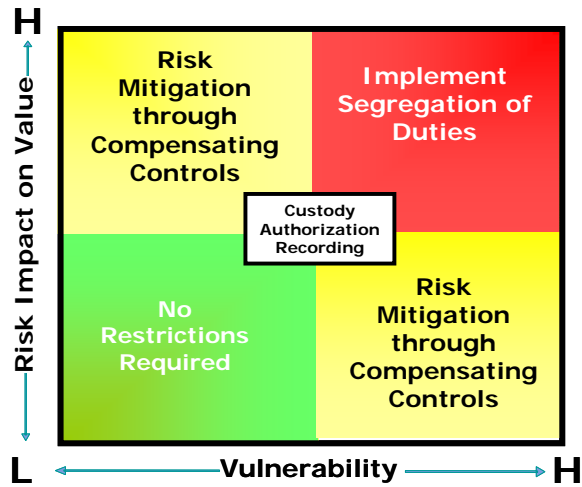 H
Risk
Mitigation
through
Compensating
Controls
Implement
Segregation of
Duties
Custody
Authorization
Recording
Risk Impact on Value
No
Restrictions
Required
Risk
Mitigation
through
Compensating
Controls
L
Vulnerability
H